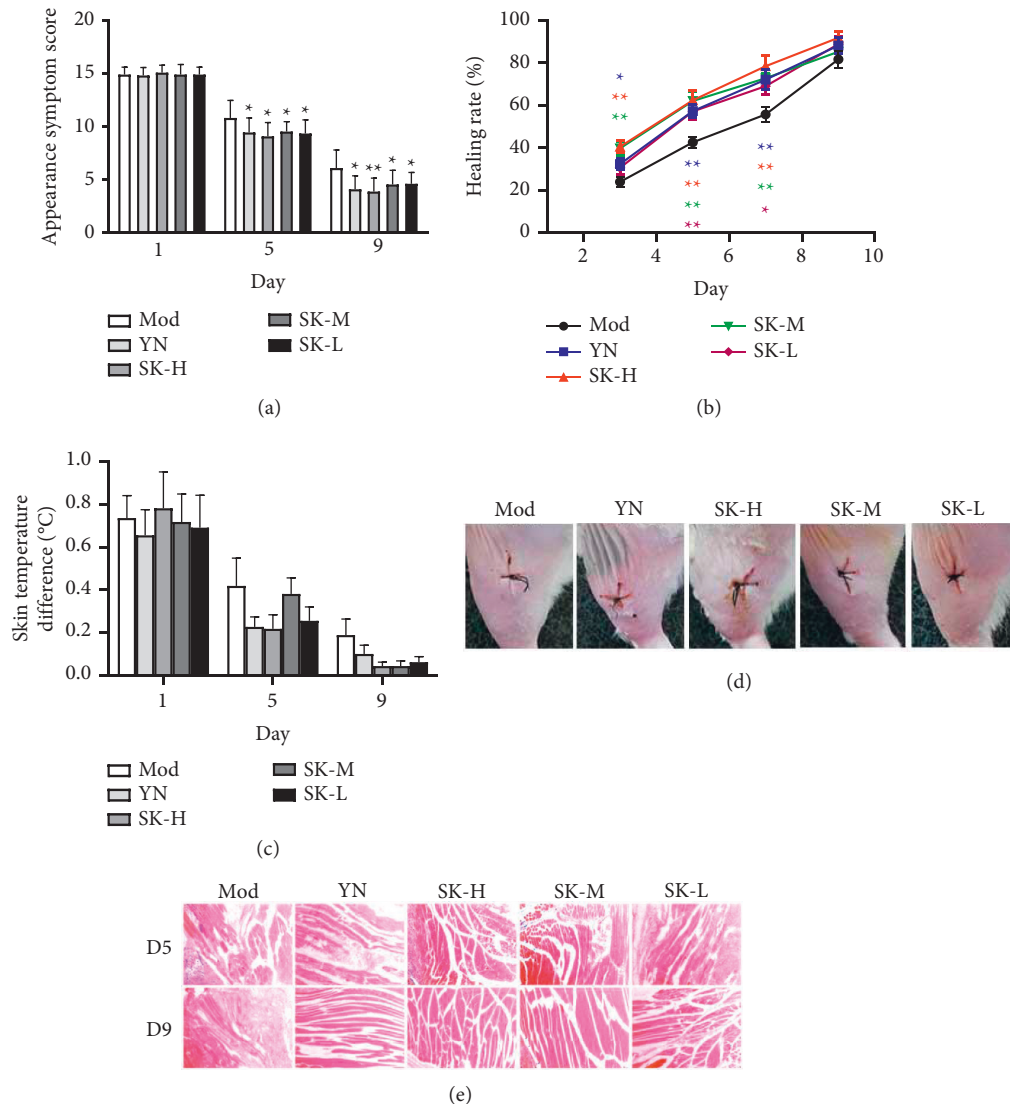 Appearance symptom score
20
15
10
5
0
* * * *
* ** * *
1 5 9
Day
Mod
YN
SK-H
SK-M
SK-L
(a)
Healing rate (%)
100
80
60
40
20
0
*
**
**
**
**
**
**
**
**
**
*
2 4 6 8 10
Day
Mod
YN
SK-H
SK-M
SK-L
(b)
Skin temperature
difference (°C)
1.0
0.8
0.6
0.4
0.2
0.0
1 5 9
Day
Mod
YN
SK-H
SK-M
SK-L
(c)
Mod YN SK-H SK-M SK-L
(d)
Mod YN SK-H SK-M SK-L
D5
D9
(e)